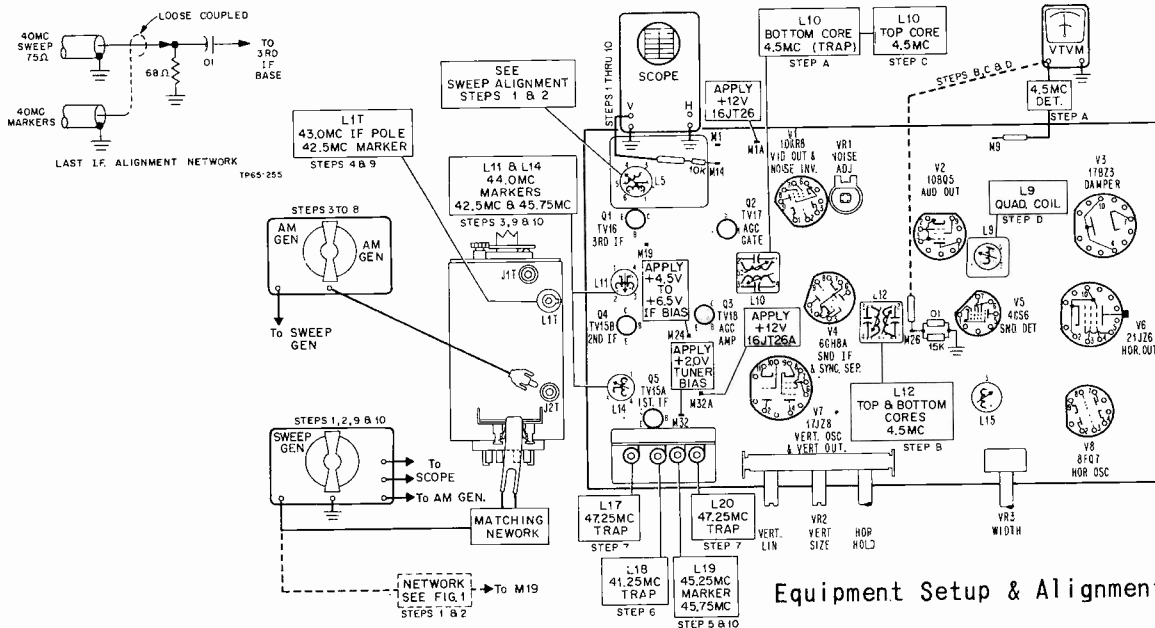 LOOSE COUPLED
40MC
SWEEP
75Ω
.01
TO
3RD
IF
BASE
68Ω
40MC
MARKERS
LAST I.F. ALIGNMENT NETWORK
TP65-255
STEPS 3 TO 8
AM
GEN
AM
GEN
To SWEEP
GEN
STEPS 1,2,9 & 10
SWEEP
GEN
To
SCOPE
To AM GEN.
MATCHING
NEWORK
NETWORK
SEE FIG.1
STEPS 1 & 2
To M19
L1T
43.0MC IF POLE
42.5MC MARKER
STEPS 4 & 9
SEE
SWEEP ALIGNMENT
STEPS 1 & 2
L11 & L14
44.0MC
MARKERS
42.5 & 45.75MC
STEPS 3, 9 & 10
J1T
L1T
J2T
STEPS 1 THRU 10
SCOPE
V
H
L10
BOTTOM CORE
4.5MC (TRAP)
STEP A
L10
TOP CORE
4.5MC
STEP C
APPLY
+12V
16JT26
M1
M1A
10K
M14
L5
Q1
TV16
3RD IF
M19
Q2
TV17
AGC
GATE
V1
10KR8
VID OUT &
NOISE INV.
VR1
NOISE
ADJ
STEPS B, C & D
VTVM
4.5MC
DET.
STEP A
M9
V2
10BQ5
AUD OUT
L9
QUAD. COIL
STEP D
L9
V3
17BZ3
DAMPER
L11
APPLY
+4.5V
TO
+6.5V
IF BIAS
M24
L10
Q3
TV18
AGC
AMP
APPLY
+12V
16JT26A
Q4
TV15B
2ND IF
APPLY
+2.0V
TUNER
BIAS
M32A
V4
6GH8A
SND IF
& SYNC. SEP.
L12
M26
.01
15K
V5
4CS6
SND DET
V6
21JZ6
HOR. OUT
L14
Q5
TV15A
1ST. IF
M32
V7
17JZ8
VERT. OSC
& VERT OUT.
L12
TOP & BOTTOM
CORES
4.5MC
STEP B
L15
V8
8FQ7
HOR OSC
L17
47.25MC
TRAP
STEP 7
L20
47.25MC
TRAP
STEP 7
VERT.
LIN
VR2
VERT
SIZE
HOR
HOLD
VR3
WIDTH
L18
41.25MC
TRAP
STEP 6
L19
45.25MC
MARKER
45.75MC
STEP 5 & 10
Equipment Setup & Alignment